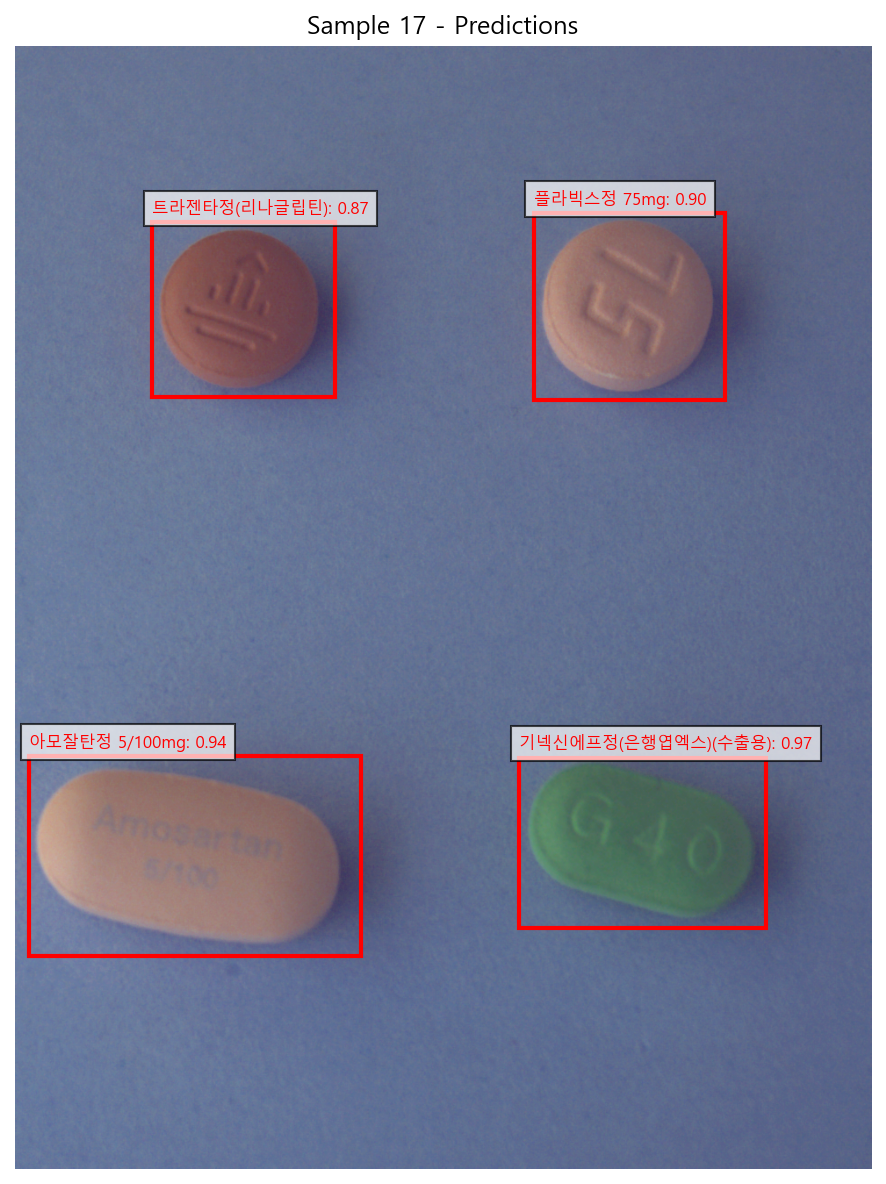 Sample 17 - Predictions
트라젠타정(리나글립틴): 0.87
플라빅스정 75mg: 0.90
75
아모잘탄정 5/100mg: 0.94
기넥신에프정(은행엽엑스)(수출용): 0.97
Amosartan
5/100
G 40